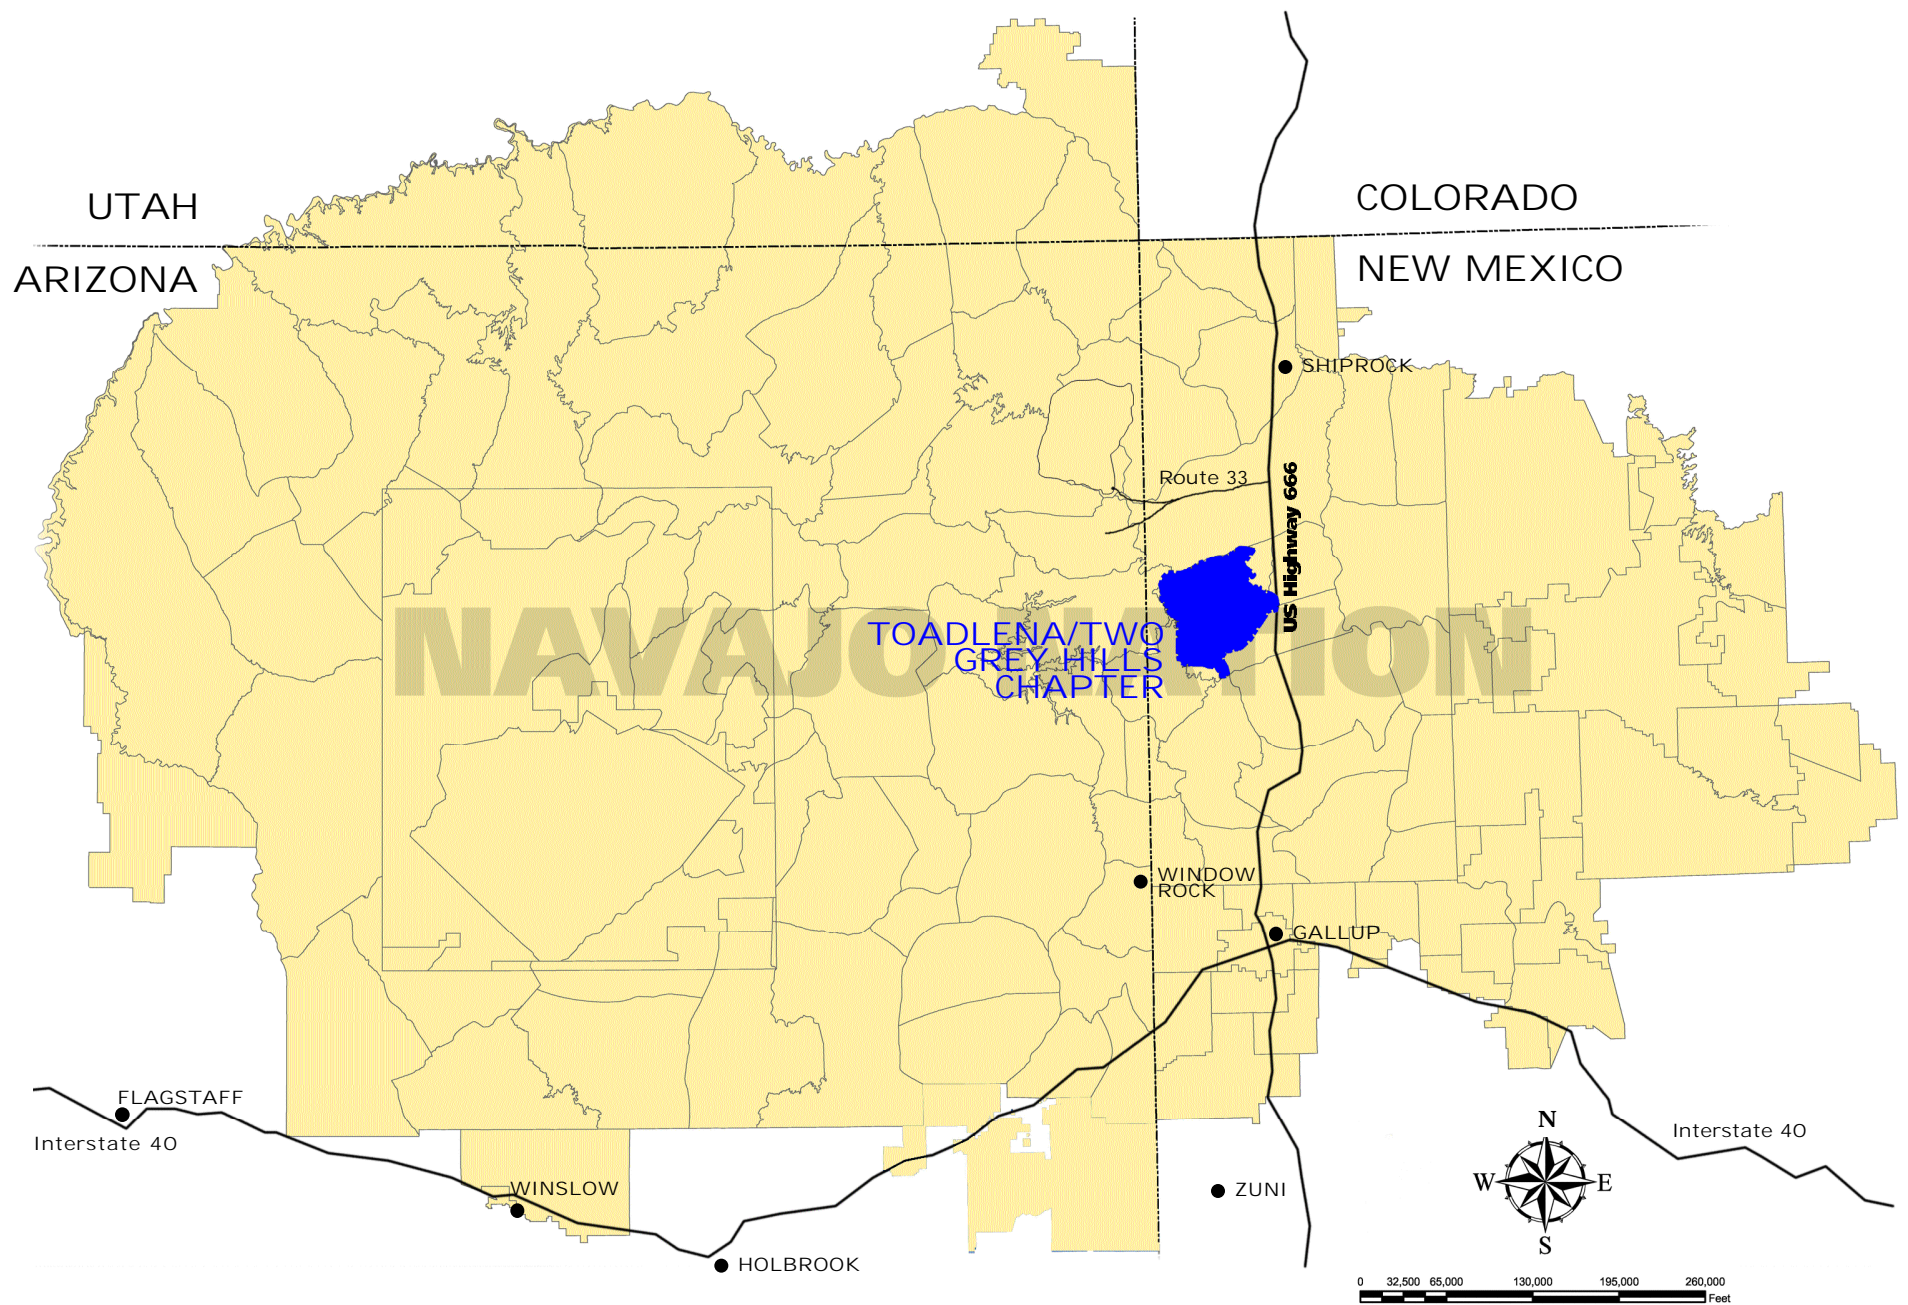 UTAH
COLORADO
ARIZONA
NEW MEXICO
SHIPROCK
Route 33
US Highway 666
NAVAJO NATION
TOADLENA/TWO
GREY HILLS
CHAPTER
WINDOW
ROCK
GALLUP
FLAGSTAFF
Interstate 40
WINSLOW
HOLBROOK
ZUNI
Interstate 40
N
W
E
S
0 32,500 65,000 130,000 195,000 260,000
Feet